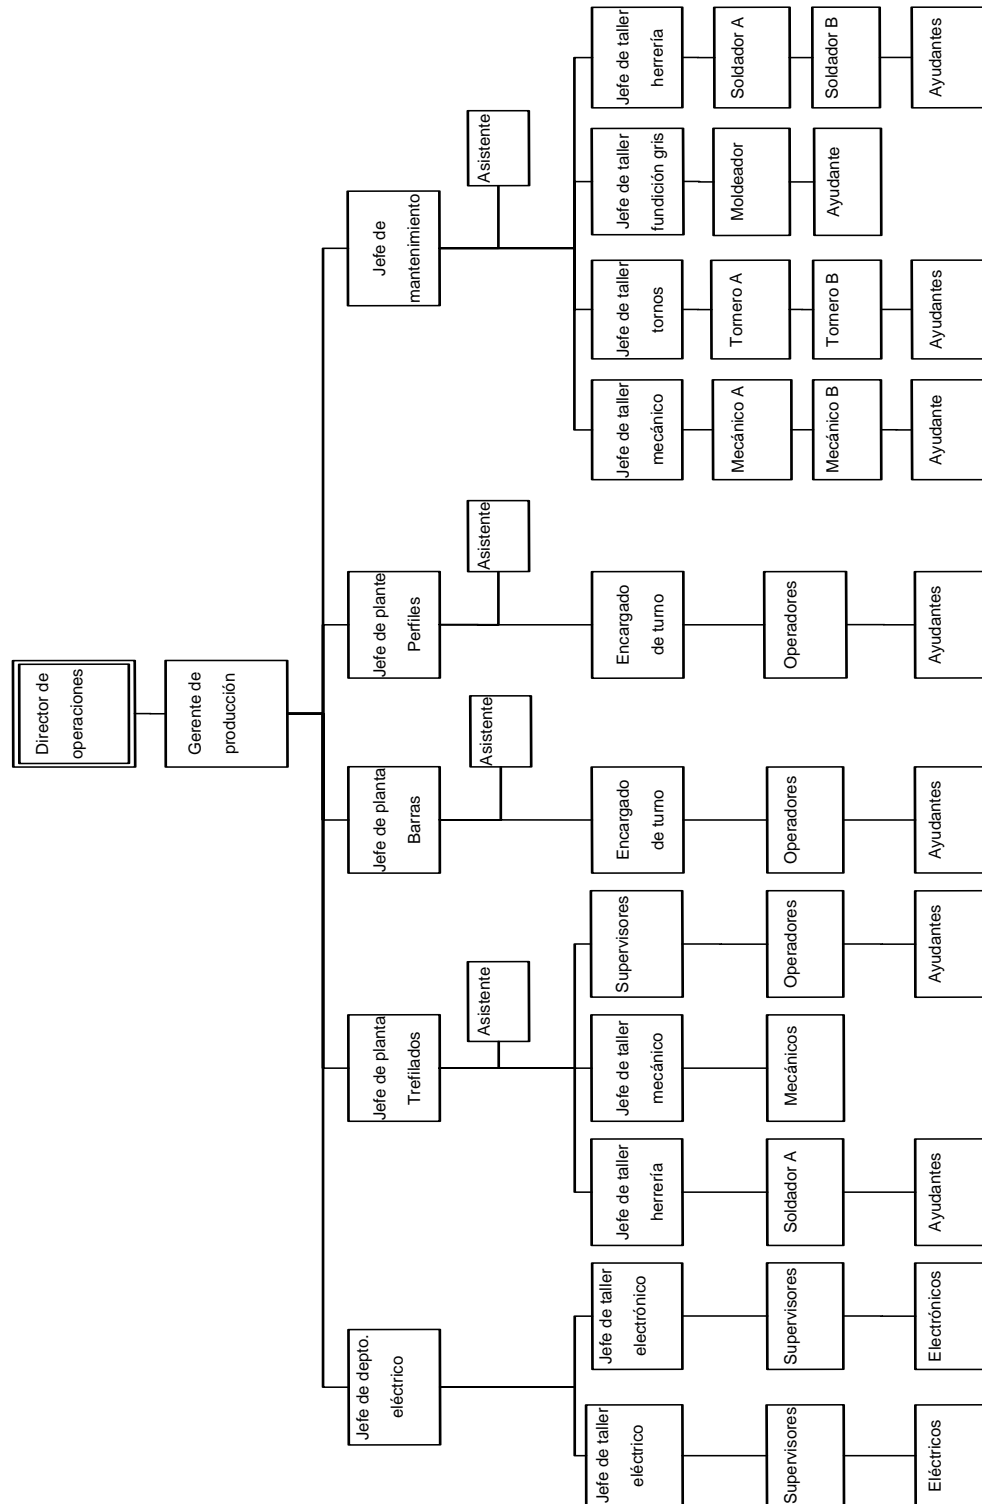 Director de
operaciones
Gerente de
producción
Jefe de depto.
eléctrico
Jefe de planta
Trefilados
Jefe de planta
Barras
Jefe de plante
Perfiles
Jefe de
mantenimiento
Asistente
Asistente
Asistente
Asistente
Jefe de taller
eléctrico
Jefe de taller
electrónico
Jefe de taller
herrería
Jefe de taller
mecánico
Supervisores
Encargado
de turno
Encargado
de turno
Jefe de taller
mecánico
Jefe de taller
tornos
Jefe de taller
fundición gris
Jefe de taller
herrería
Supervisores
Supervisores
Soldador A
Mecánicos
Operadores
Operadores
Operadores
Mecánico A
Tornero A
Moldeador
Soldador A
Mecánico B
Tornero B
Ayudante
Soldador B
Eléctricos
Electrónicos
Ayudantes
Ayudantes
Ayudantes
Ayudantes
Ayudante
Ayudantes
Ayudantes